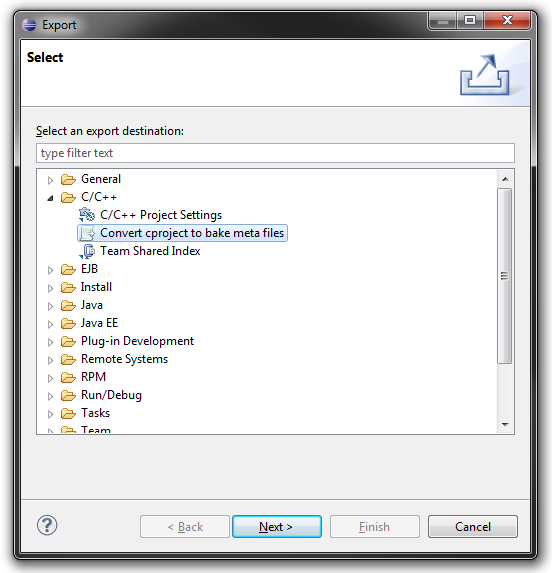 Export
Select
Select an export destination:
type filter text
General
C/C++
C/C++ Project Settings
Convert cproject to bake meta files
Team Shared Index
EJB
Install
Java
Java EE
Plug-in Development
Remote Systems
RPM
Run/Debug
Tasks
Team
?
< Back
Next >
Finish
Cancel